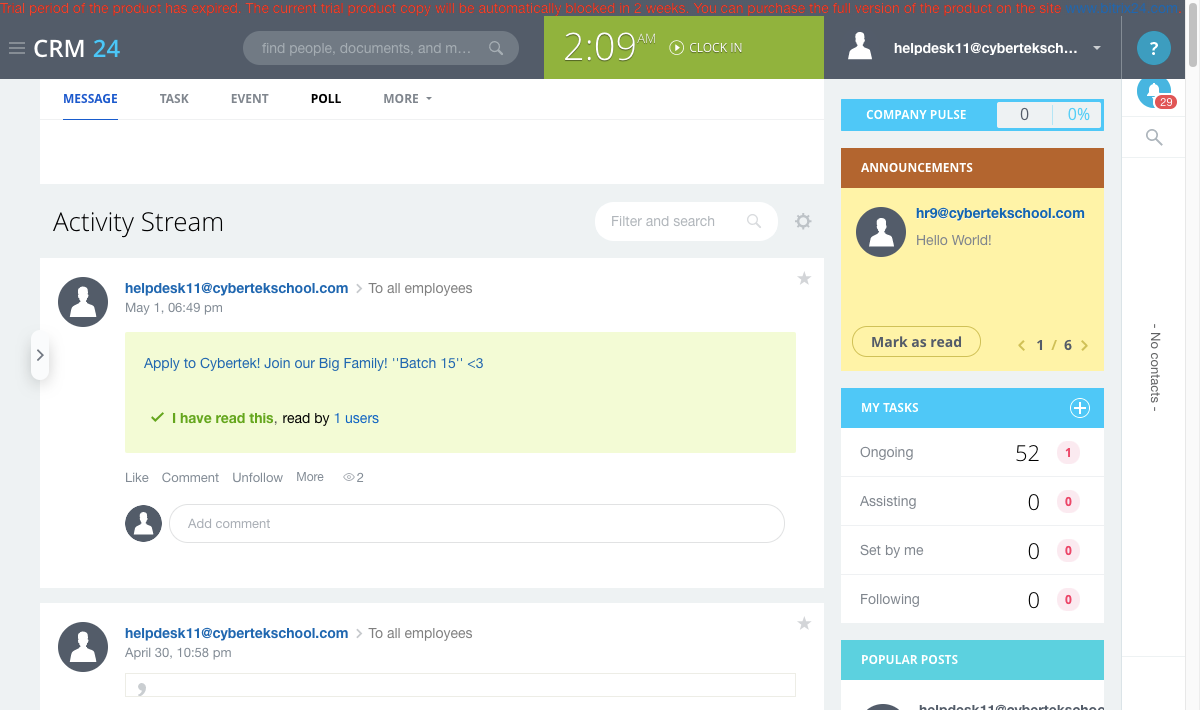 Trial period of the product has expired. The current trial product copy will be automatically blocked in 2 weeks. You can purchase the full version of the product on the site
CRM 24
find people, documents, and m...
2:09 AM
CLOCK IN
helpdesk11@cyberteksch...
?
MESSAGE TASK EVENT POLL MORE
COMPANY PULSE 0 0%
29
ANNOUNCEMENTS
hr9@cybertekschool.com
Hello World!
Mark as read
1 / 6
- No contacts -
Activity Stream
Filter and search
helpdesk11@cybertekschool.com > To all employees
May 1, 06:49 pm
Apply to Cybertek! Join our Big Family! ''Batch 15'' <3
I have read this, read by 1 users
Like Comment Unfollow More 2
Add comment
MY TASKS
Ongoing 52 1
Assisting 0 0
Set by me 0 0
Following 0 0
helpdesk11@cybertekschool.com > To all employees
April 30, 10:58 pm
POPULAR POSTS